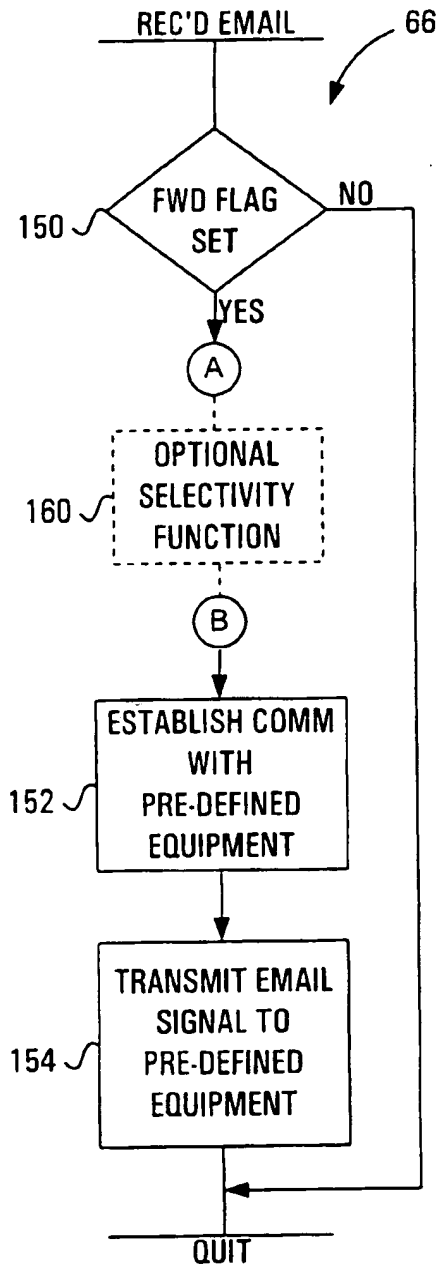 REC'D EMAIL
66
FWD FLAG
SET
150
NO
YES
A
OPTIONAL
SELECTIVITY
FUNCTION
160
B
ESTABLISH COMM
WITH
PRE-DEFINED
EQUIPMENT
152
TRANSMIT EMAIL
SIGNAL TO
PRE-DEFINED
EQUIPMENT
154
QUIT